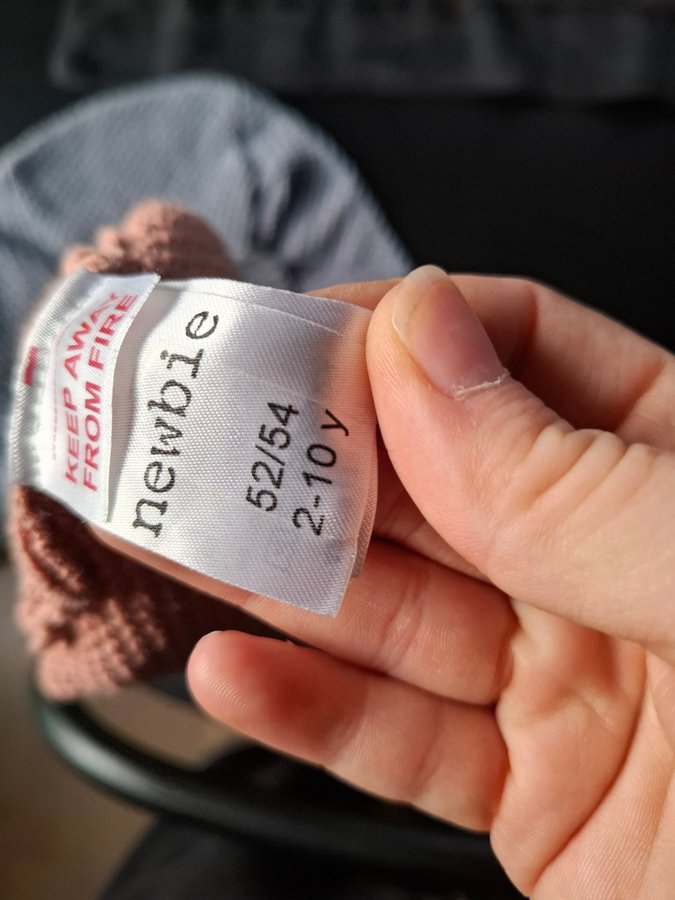 KEEP AWAY
FROM FIRE
newbie
52/54
2-10 y